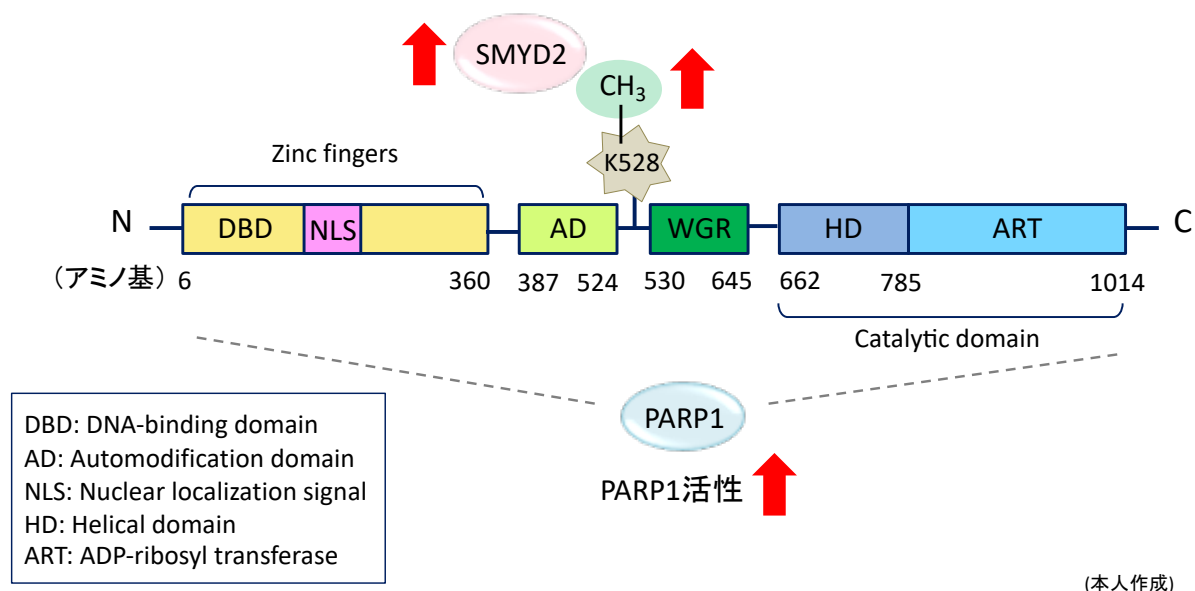 SMYD2
CH3
K528
Zinc fingers
N DBD NLS AD WGR HD ART C
（アミノ基） 6 360 387 524 530 645 662 785 1014
Catalytic domain
PARP1
PARP1活性
DBD: DNA-binding domain
AD: Automodification domain
NLS: Nuclear localization signal
HD: Helical domain
ART: ADP-ribosyl transferase
(本人作成)